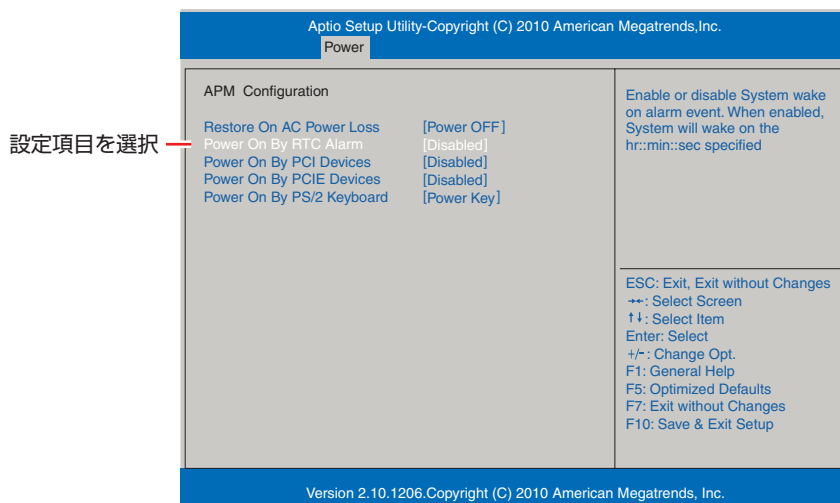 Aptio Setup Utility-Copyright (C) 2010 American Megatrends,Inc.
Power
APM Configuration
Restore On AC Power Loss [Power OFF]
設定項目を選択
Power On By RTC Alarm [Disabled]
Power On By PCI Devices [Disabled]
Power On By PCIE Devices [Disabled]
Power On By PS/2 Keyboard [Power Key]
Enable or disable System wake
on alarm event. When enabled,
System will wake on the
hr::min::sec specified
ESC: Exit, Exit without Changes
→←: Select Screen
↑↓: Select Item
Enter: Select
+/-: Change Opt.
F1: General Help
F5: Optimized Defaults
F7: Exit without Changes
F10: Save & Exit Setup
Version 2.10.1206.Copyright (C) 2010 American Megatrends, Inc.